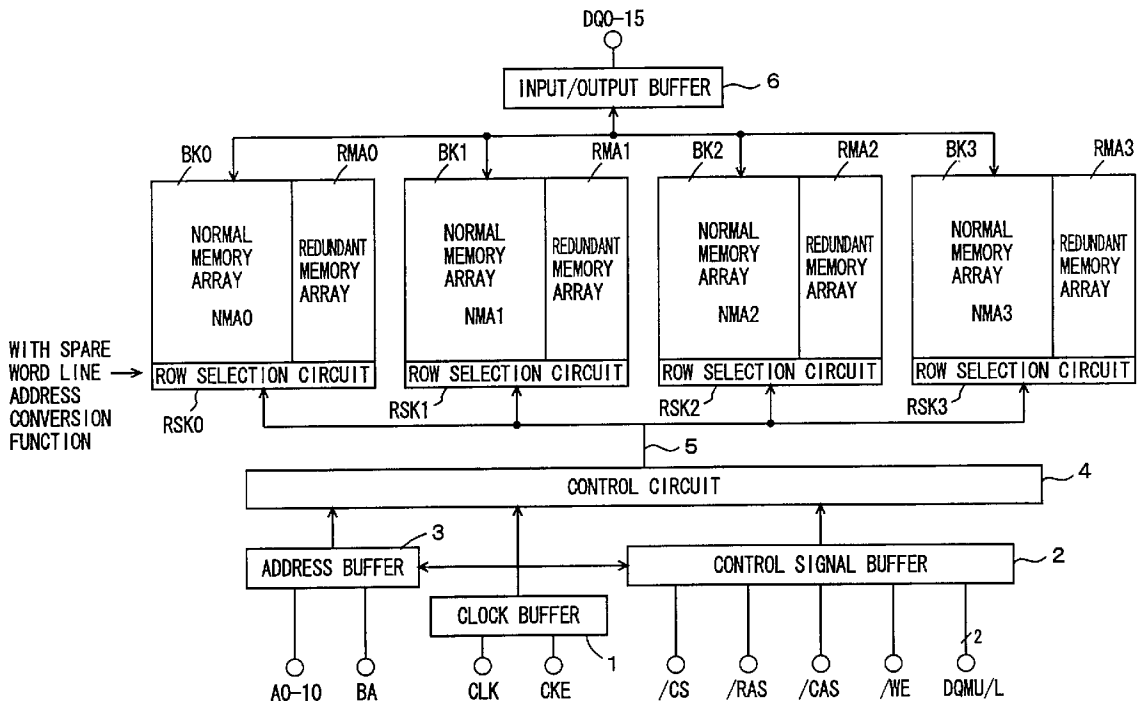 DQ0-15
INPUT/OUTPUT BUFFER
6
BK0
RMA0
BK1
RMA1
BK2
RMA2
BK3
RMA3
NORMAL
MEMORY
ARRAY
NMA0
REDUNDANT
MEMORY
ARRAY
NORMAL
MEMORY
ARRAY
NMA1
REDUNDANT
MEMORY
ARRAY
NORMAL
MEMORY
ARRAY
NMA2
REDUNDANT
MEMORY
ARRAY
NORMAL
MEMORY
ARRAY
NMA3
REDUNDANT
MEMORY
ARRAY
WITH SPARE
WORD LINE
ADDRESS
CONVERSION
FUNCTION
ROW SELECTION CIRCUIT
ROW SELECTION CIRCUIT
ROW SELECTION CIRCUIT
ROW SELECTION CIRCUIT
RSK0
RSK1
RSK2
RSK3
5
CONTROL CIRCUIT
4
3
ADDRESS BUFFER
CONTROL SIGNAL BUFFER
2
CLOCK BUFFER
1
2
A0-10
BA
CLK
CKE
/CS
/RAS
/CAS
/WE
DQMU/L